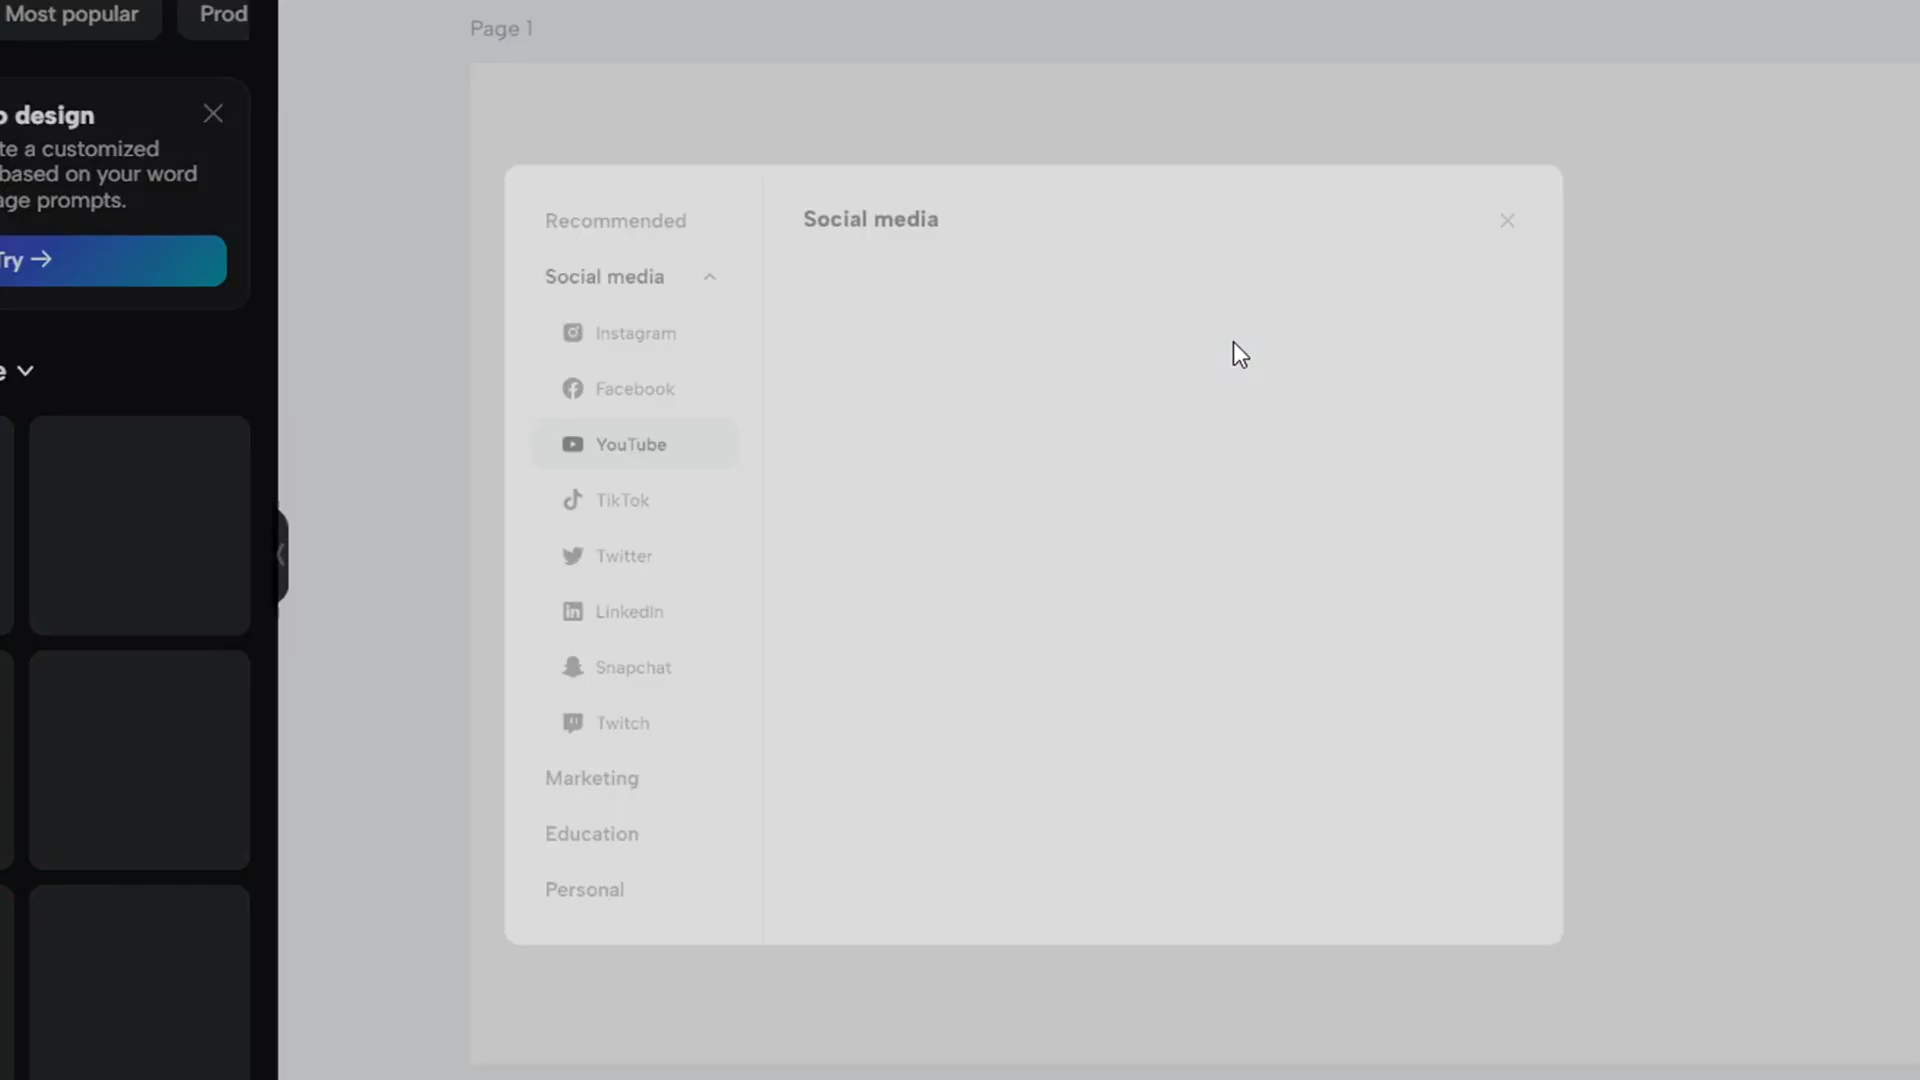 Most popular
Prod
o design
te a customized
based on your word
age prompts.
Try →
e
Page 1
Recommended
Social media
Instagram
Facebook
YouTube
TikTok
Twitter
LinkedIn
Snapchat
Twitch
Marketing
Education
Personal
Social media